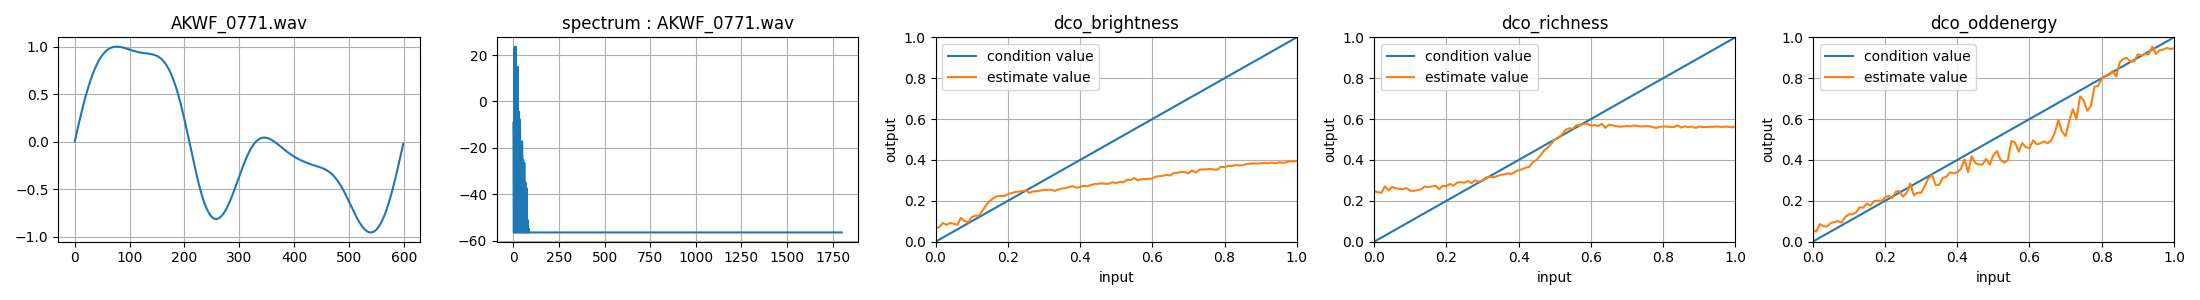 AKWF_0771.wav
1.0
0.5
0.0
−0.5
−1.0
0 100 200 300 400 500 600
spectrum : AKWF_0771.wav
20
0
−20
−40
−60
0 250 500 750 1000 1250 1500 1750
dco_brightness
condition value
estimate value
output
1.0
0.8
0.6
0.4
0.2
0.0
0.0 0.2 0.4 0.6 0.8 1.0
input
dco_richness
condition value
estimate value
output
1.0
0.8
0.6
0.4
0.2
0.0
0.0 0.2 0.4 0.6 0.8 1.0
input
dco_oddenergy
condition value
estimate value
output
1.0
0.8
0.6
0.4
0.2
0.0
0.0 0.2 0.4 0.6 0.8 1.0
input